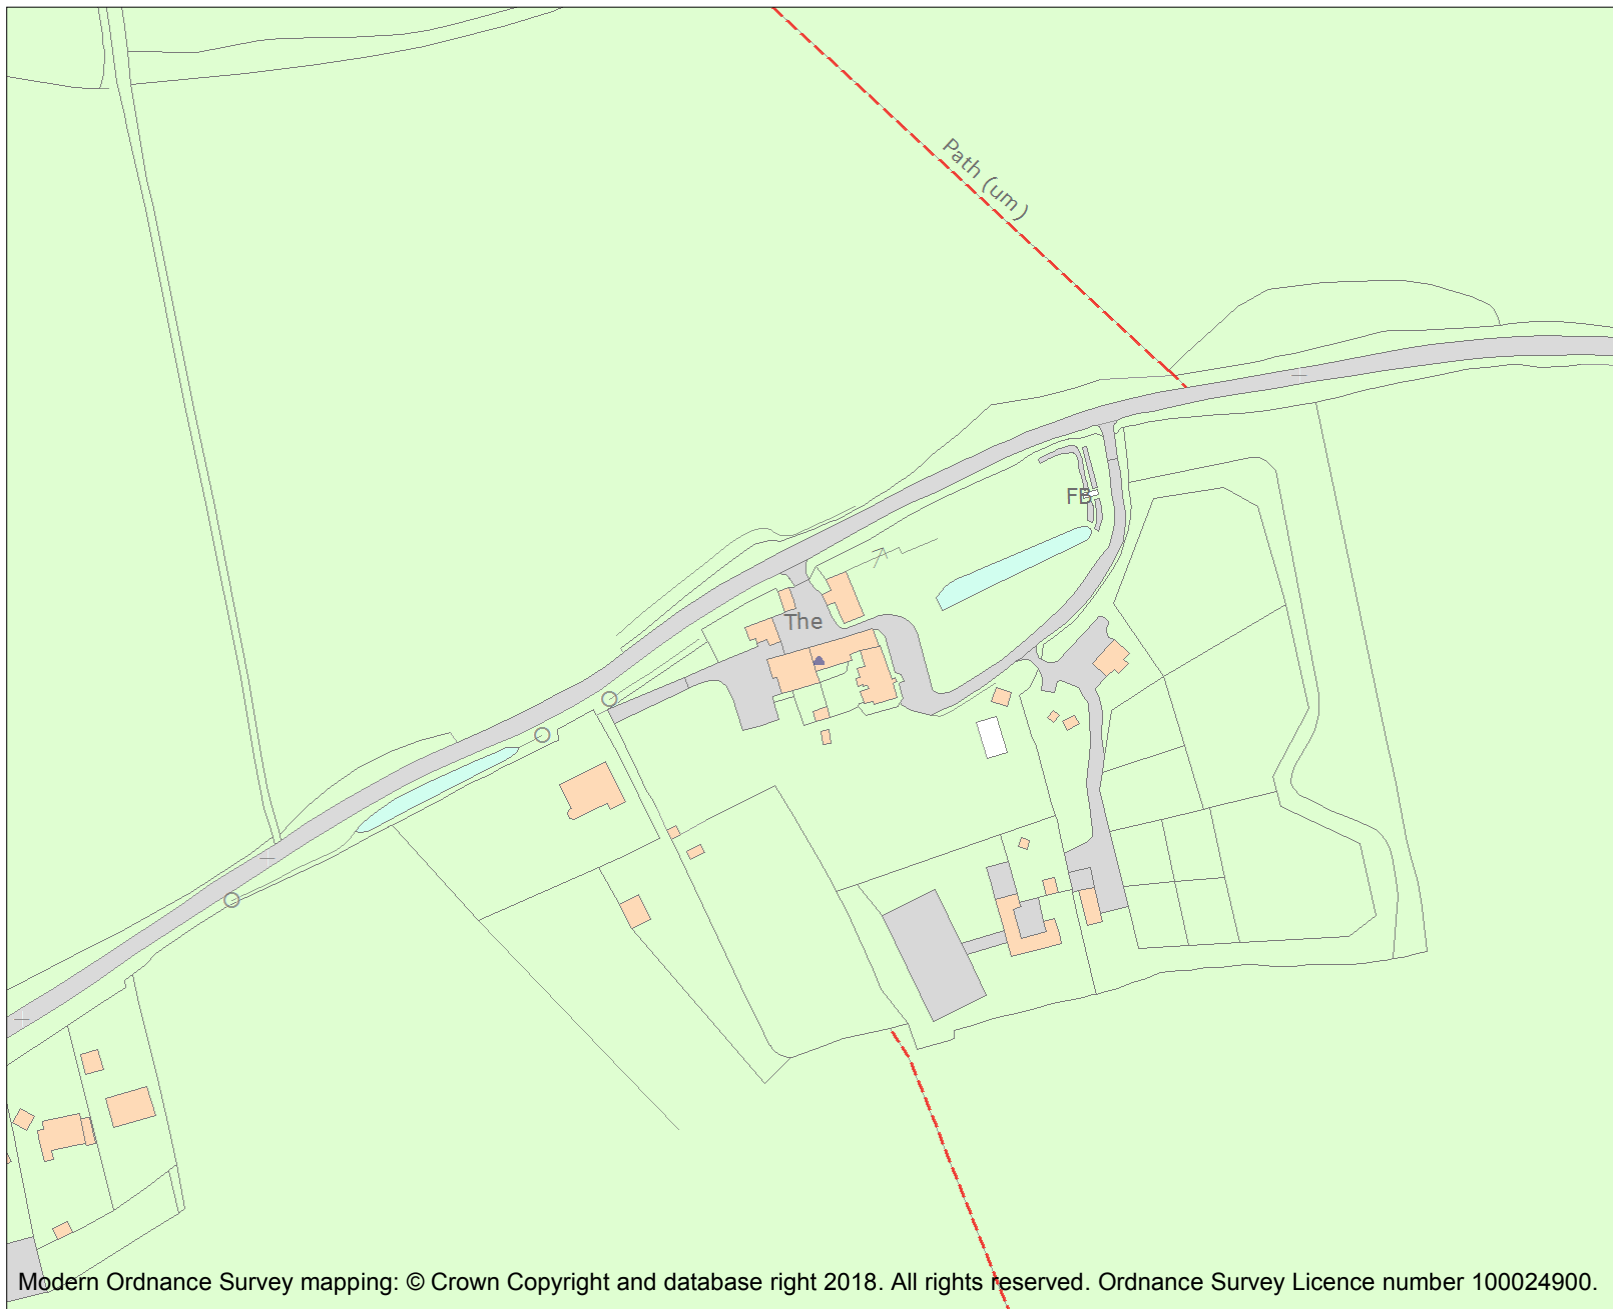 Path (um)
FB
The
Modern Ordnance Survey mapping: © Crown Copyright and database right 2018. All rights reserved. Ordnance Survey Licence number 100024900.